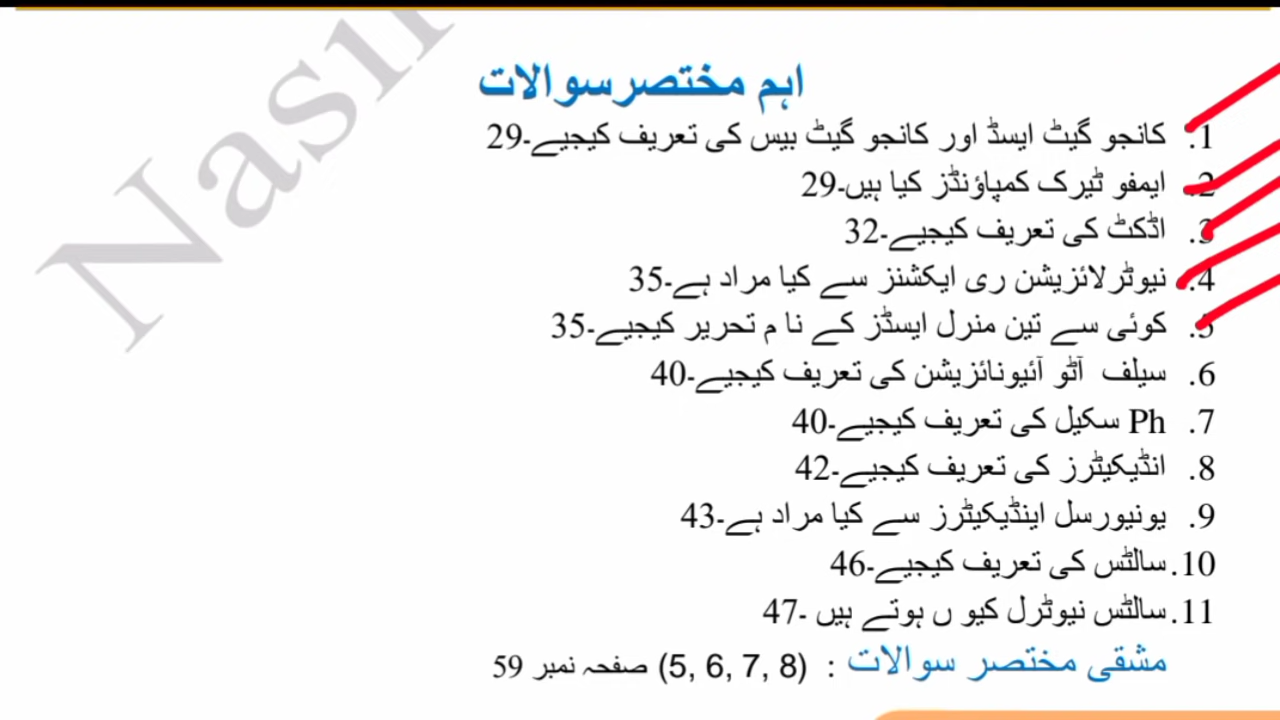 Nasir
اہم مختصرسوالات
1. کانجو گیٹ ایسڈ اور کانجو گیٹ بیس کی تعریف کیجیے۔29
2. ایمفو ٹیرک کمپاؤنڈز کیا ہیں۔29
3. اڈکٹ کی تعریف کیجیے۔32
4. نیوٹرلائزیشن ری ایکشنز سے کیا مراد ہے۔35
5. کوئی سے تین منرل ایسڈز کے نا م تحریر کیجیے۔35
6. سیلف آٹو آئیونائزیشن کی تعریف کیجیے۔40
7. Ph سکیل کی تعریف کیجیے۔40
8. انڈیکیٹرز کی تعریف کیجیے۔42
9. یونیورسل اینڈیکیٹرز سے کیا مراد ہے۔43
10. سالٹس کی تعریف کیجیے۔46
11. سالٹس نیوٹرل کیو ں ہوتے ہیں ۔47
مشقی مختصر سوالات : (5, 6, 7, 8) صفحہ نمبر 59